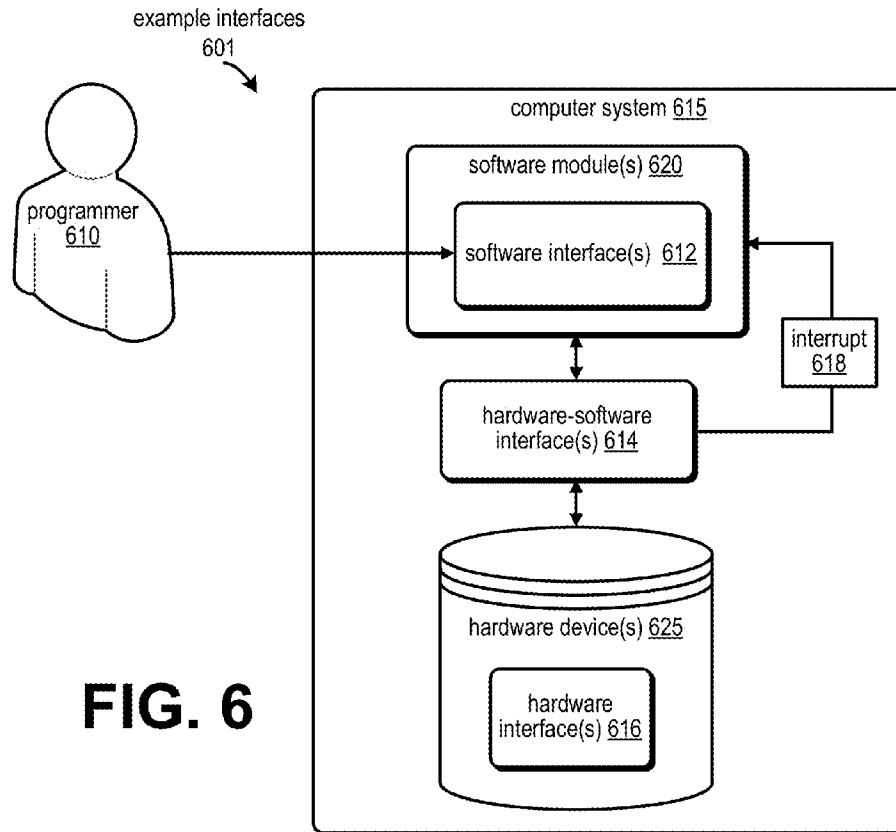 example interfaces
601
computer system 615
software module(s) 620
programmer
610
software interface(s) 612
interrupt
618
hardware-software
interface(s) 614
hardware device(s) 625
hardware
interface(s) 616
FIG. 6